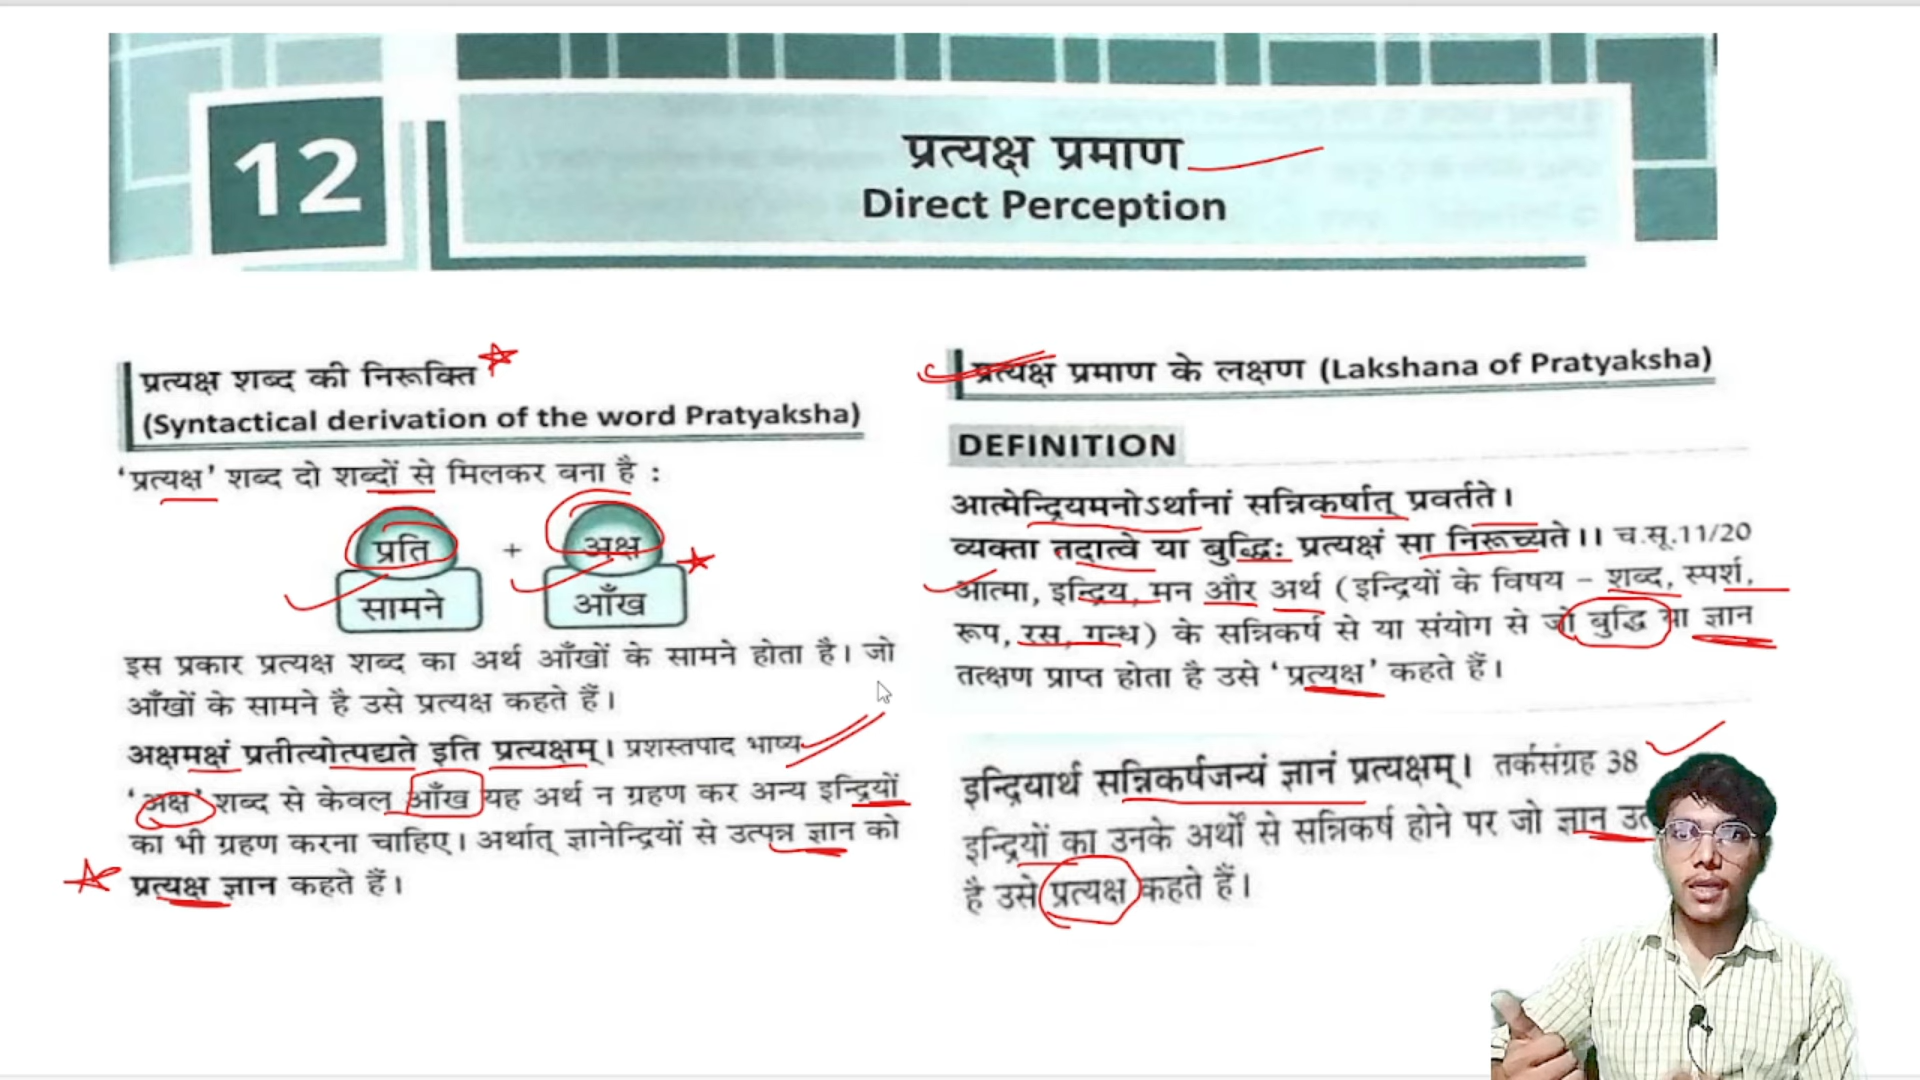 12
प्रत्यक्ष प्रमाण
Direct Perception
प्रत्यक्ष शब्द की निरूक्ति
(Syntactical derivation of the word Pratyaksha)
‘प्रत्यक्ष’ शब्द दो शब्दों से मिलकर बना है :
प्रति + अक्ष
सामने आँख
इस प्रकार प्रत्यक्ष शब्द का अर्थ आँखों के सामने होता है। जो
आँखों के सामने है उसे प्रत्यक्ष कहते हैं।
अक्षमक्षं प्रतीत्योत्पद्यते इति प्रत्यक्षम्। प्रशस्तपाद भाष्य
‘अक्ष’ शब्द से केवल आँख यह अर्थ न ग्रहण कर अन्य इन्द्रियों
का भी ग्रहण करना चाहिए। अर्थात् ज्ञानेन्द्रियों से उत्पन्न ज्ञान को
प्रत्यक्ष ज्ञान कहते हैं।
प्रत्यक्ष प्रमाण के लक्षण (Lakshana of Pratyaksha)
DEFINITION
आत्मेन्द्रियमनोऽर्थानां सन्निकर्षात् प्रवर्तते।
व्यक्ता तदात्वे या बुद्धिः प्रत्यक्षं सा निरूच्यते।। च.सू.11/20
आत्मा, इन्द्रिय, मन और अर्थ (इन्द्रियों के विषय – शब्द, स्पर्श,
रूप, रस, गन्ध) के सन्निकर्ष से या संयोग से जो बुद्धि या ज्ञान
तत्क्षण प्राप्त होता है उसे ‘प्रत्यक्ष’ कहते हैं।
इन्द्रियार्थ सन्निकर्षजन्यं ज्ञानं प्रत्यक्षम्। तर्कसंग्रह 38
इन्द्रियों का उनके अर्थों से सन्निकर्ष होने पर जो ज्ञान
है उसे प्रत्यक्ष कहते हैं।